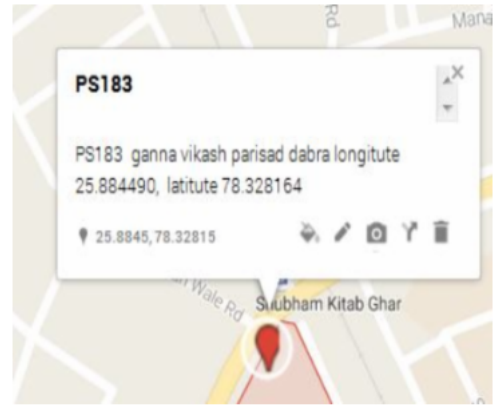 Rd
Mana
PS183
PS183 ganna vikash parisad dabra longitute
25.884490, latitute 78.328164
25.8845,78.32815
Wale Rd
Shubham Kitab Ghar